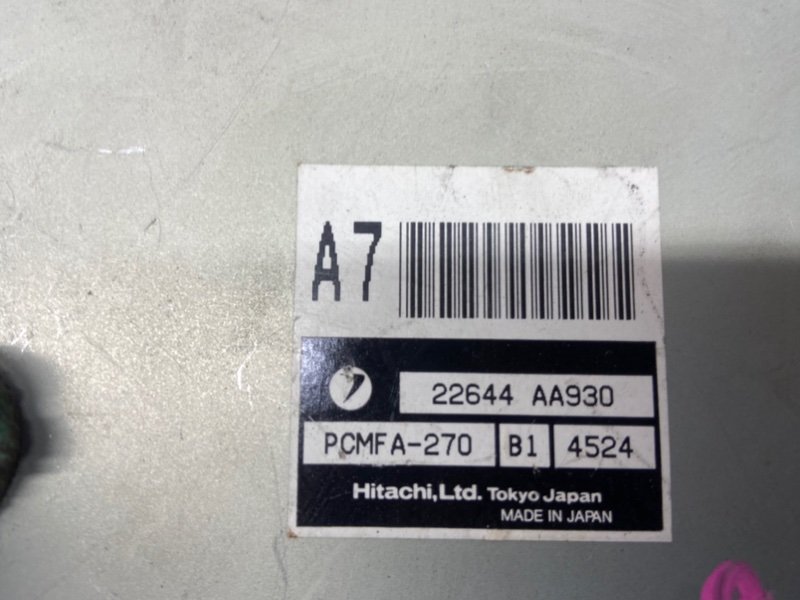 A7
22644 AA930
PCMFA-270 B1 4524
Hitachi,Ltd. Tokyo Japan
MADE IN JAPAN